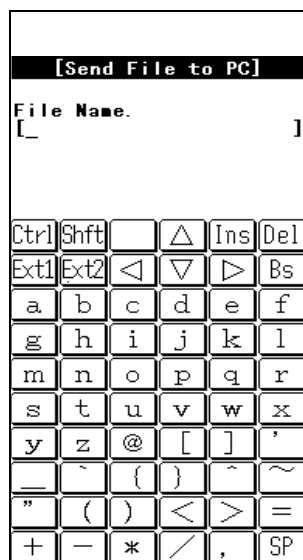 [Send File to PC]
File Name.
[_ ]
Ctrl Shft △ Ins Del
Ext1 Ext2 ◁ ▽ ▷ Bs
a b c d e f
g h i j k l
m n o p q r
s t u v w x
y z @ [ ] '
_ ` { } ^ ~
" ( ) < > =
+ - * / , SP